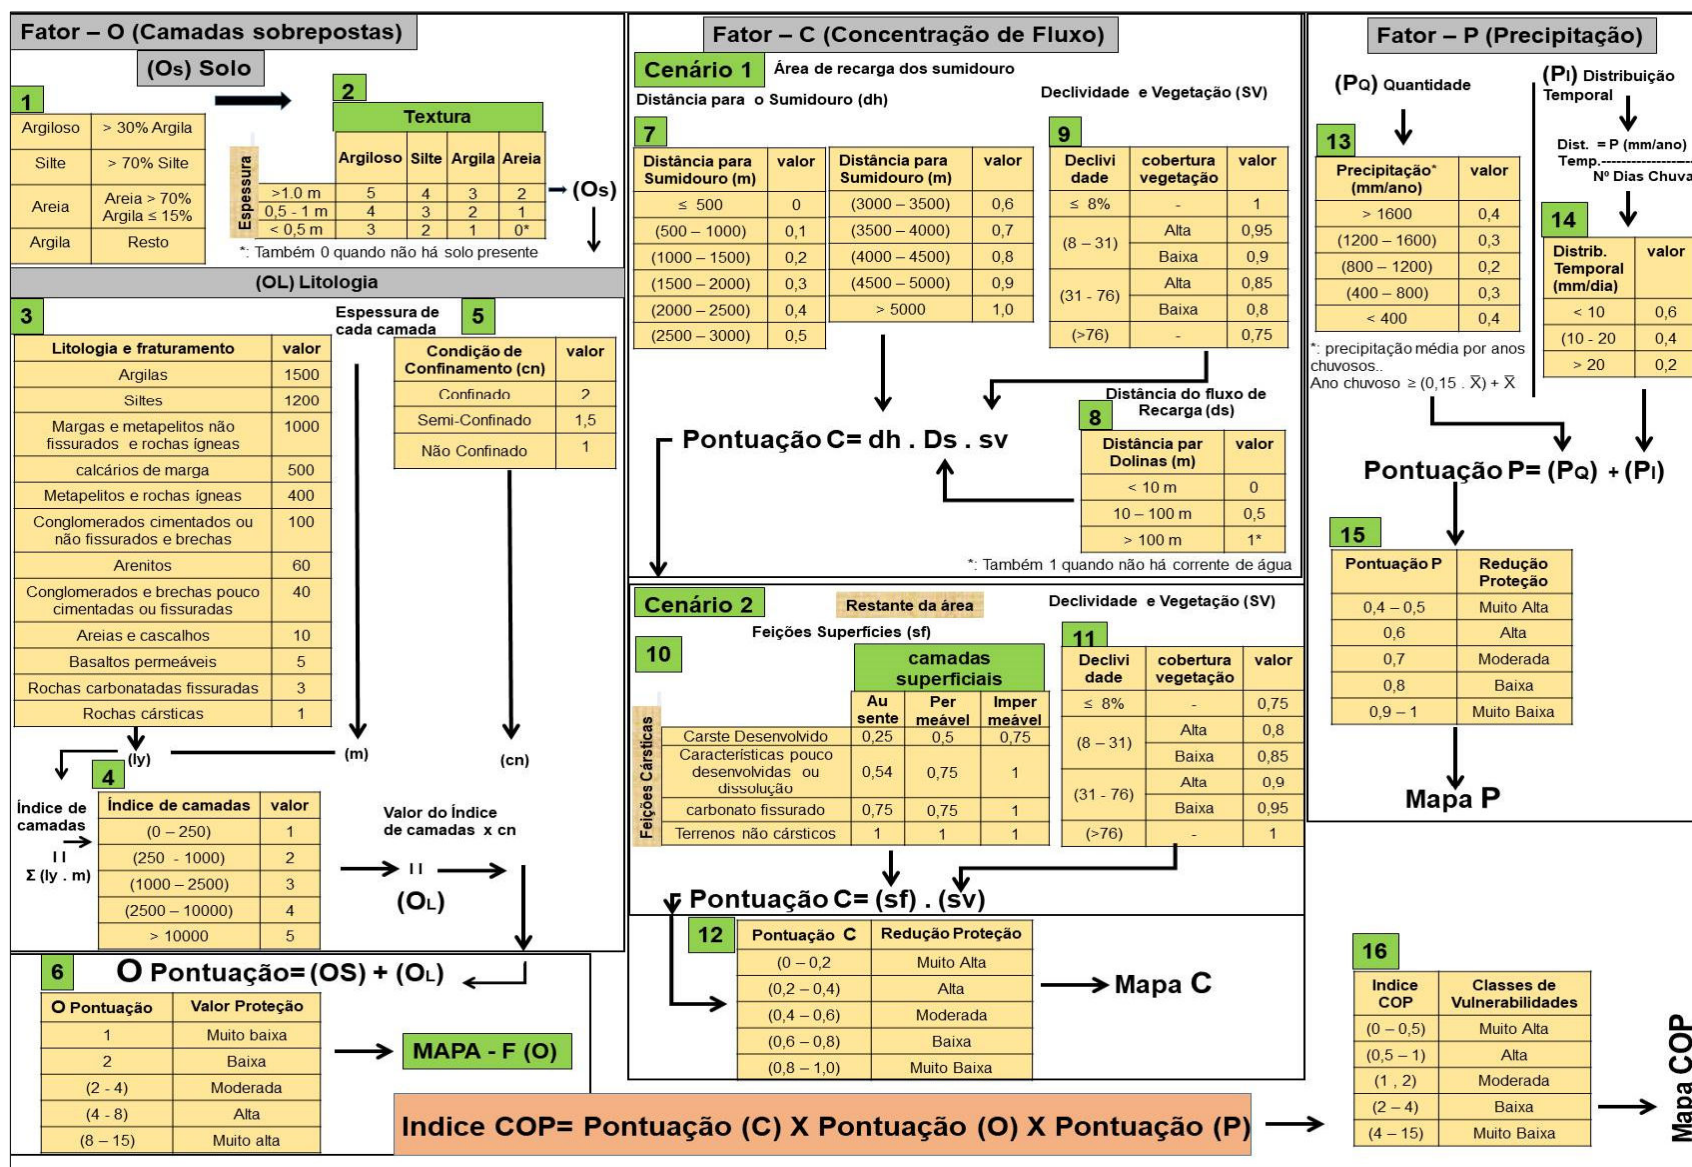 Fator – O (Camadas sobrepostas)
(Os) Solo
1
Argiloso > 30% Argila
Silte > 70% Silte
Areia Areia > 70%
Argila ≤ 15%
Argila Resto
2
Textura
Espessura
Argiloso Silte Argila Areia
>1.0 m 5 4 3 2
0,5 - 1 m 4 3 2 1
< 0,5 m 3 2 1 0*
(Os)
*: Também 0 quando não há solo presente
(OL) Litologia
3
Litologia e fraturamento valor
Argilas 1500
Siltes 1200
Margas e metapelitos não
fissurados e rochas ígneas 1000
calcários de marga 500
Metapelitos e rochas ígneas 400
Conglomerados cimentados ou
não fissurados e brechas 100
Arenitos 60
Conglomerados e brechas pouco
cimentadas ou fissuradas 40
Areias e cascalhos 10
Basaltos permeáveis 5
Rochas carbonatadas fissuradas 3
Rochas cársticas 1
Espessura de
cada camada
5
Condição de
Confinamento (cn) valor
Confinado 2
Semi-Confinado 1,5
Não Confinado 1
(ly)
(m)
(cn)
Índice de
camadas
II
Σ (ly . m)
4
Índice de camadas valor
(0 – 250) 1
(250 - 1000) 2
(1000 – 2500) 3
(2500 – 10000) 4
> 10000 5
Valor do Índice
de camadas x cn
II
(OL)
6
O Pontuação= (OS) + (OL)
O Pontuação Valor Proteção
1 Muito baixa
2 Baixa
(2 - 4) Moderada
(4 - 8) Alta
(8 – 15) Muito alta
MAPA - F (O)
Fator – C (Concentração de Fluxo)
Cenário 1 Área de recarga dos sumidouro
Distância para o Sumidouro (dh)
7
Distância para
Sumidouro (m) valor
≤ 500 0
(500 – 1000) 0,1
(1000 – 1500) 0,2
(1500 – 2000) 0,3
(2000 – 2500) 0,4
(2500 – 3000) 0,5
Distância para
Sumidouro (m) valor
(3000 – 3500) 0,6
(3500 – 4000) 0,7
(4000 – 4500) 0,8
(4500 – 5000) 0,9
> 5000 1,0
Declividade e Vegetação (SV)
9
Declivi
dade cobertura
vegetação valor
≤ 8% - 1
(8 – 31) Alta 0,95
Baixa 0,9
(31 - 76) Alta 0,85
Baixa 0,8
(>76) - 0,75
Pontuação C= dh . Ds . sv
Distância do fluxo de
Recarga (ds)
8
Distância par
Dolinas (m) valor
< 10 m 0
10 – 100 m 0,5
> 100 m 1*
*: Também 1 quando não há corrente de água
Cenário 2
Restante da área
Feições Superfícies (sf)
10
camadas
superficiais
Feições Cársticas
Au
sente Per
meável Imper
meável
Carste Desenvolvido 0,25 0,5 0,75
Características pouco
desenvolvidas ou
dissolução 0,54 0,75 1
carbonato fissurado 0,75 0,75 1
Terrenos não cársticos 1 1 1
Declividade e Vegetação (SV)
11
Declivi
dade cobertura
vegetação valor
≤ 8% - 0,75
(8 – 31) Alta 0,8
Baixa 0,85
(31 - 76) Alta 0,9
Baixa 0,95
(>76) - 1
Pontuação C= (sf) . (sv)
12
Pontuação C Redução Proteção
(0 – 0,2 Muito Alta
(0,2 – 0,4) Alta
(0,4 – 0,6) Moderada
(0,6 – 0,8) Baixa
(0,8 – 1,0) Muito Baixa
Mapa C
Fator – P (Precipitação)
(PQ) Quantidade
13
Precipitação*
(mm/ano) valor
> 1600 0,4
(1200 – 1600) 0,3
(800 – 1200) 0,2
(400 – 800) 0,3
< 400 0,4
*: precipitação média por anos
chuvosos..
Ano chuvoso ≥ (0,15 . X̅) + X̅
(PI) Distribuição
Temporal
Dist. = P (mm/ano)
Temp.-------------------
Nº Dias Chuva
14
Distrib.
Temporal
(mm/dia) valor
< 10 0,6
(10 - 20 0,4
> 20 0,2
Pontuação P= (PQ) + (PI)
15
Pontuação P Redução
Proteção
0,4 – 0,5 Muito Alta
0,6 Alta
0,7 Moderada
0,8 Baixa
0,9 – 1 Muito Baixa
Mapa P
Indice COP= Pontuação (C) X Pontuação (O) X Pontuação (P)
16
Indice
COP Classes de
Vulnerabilidades
(0 – 0,5) Muito Alta
(0,5 – 1) Alta
(1 , 2) Moderada
(2 – 4) Baixa
(4 – 15) Muito Baixa
Mapa COP